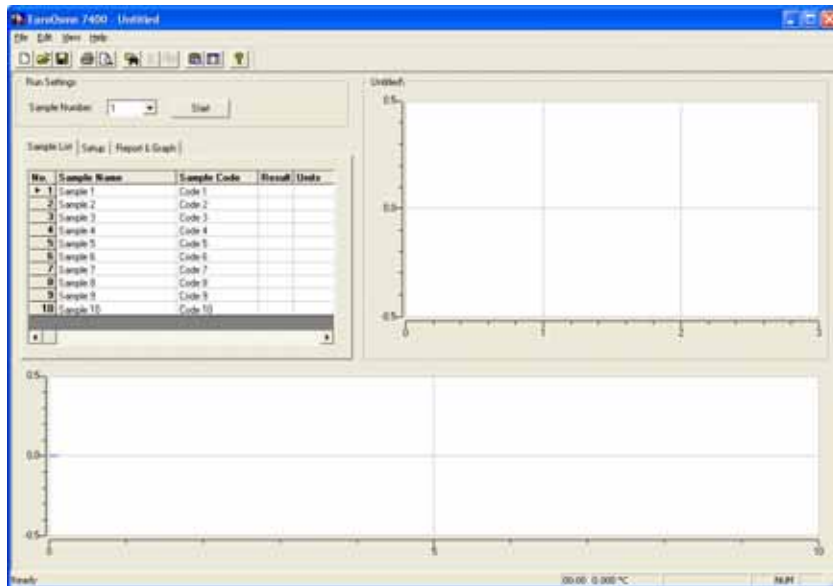 EuroOsmo 7400 - Untitled
File Edit View Help
Run Settings
Sample Number: 1 Start
Sample List Setup Report & Graph
No. Sample Name Sample Code Result Units
1 Sample 1 Code 1
2 Sample 2 Code 2
3 Sample 3 Code 3
4 Sample 4 Code 4
5 Sample 5 Code 5
6 Sample 6 Code 6
7 Sample 7 Code 7
8 Sample 8 Code 8
9 Sample 9 Code 9
10 Sample 10 Code 10
Untitled\
0.5
0.0
-0.5
0 1 2 3
0.5
0.0
-0.5
0 5 10
Ready 00:00 0.000 °C NUM